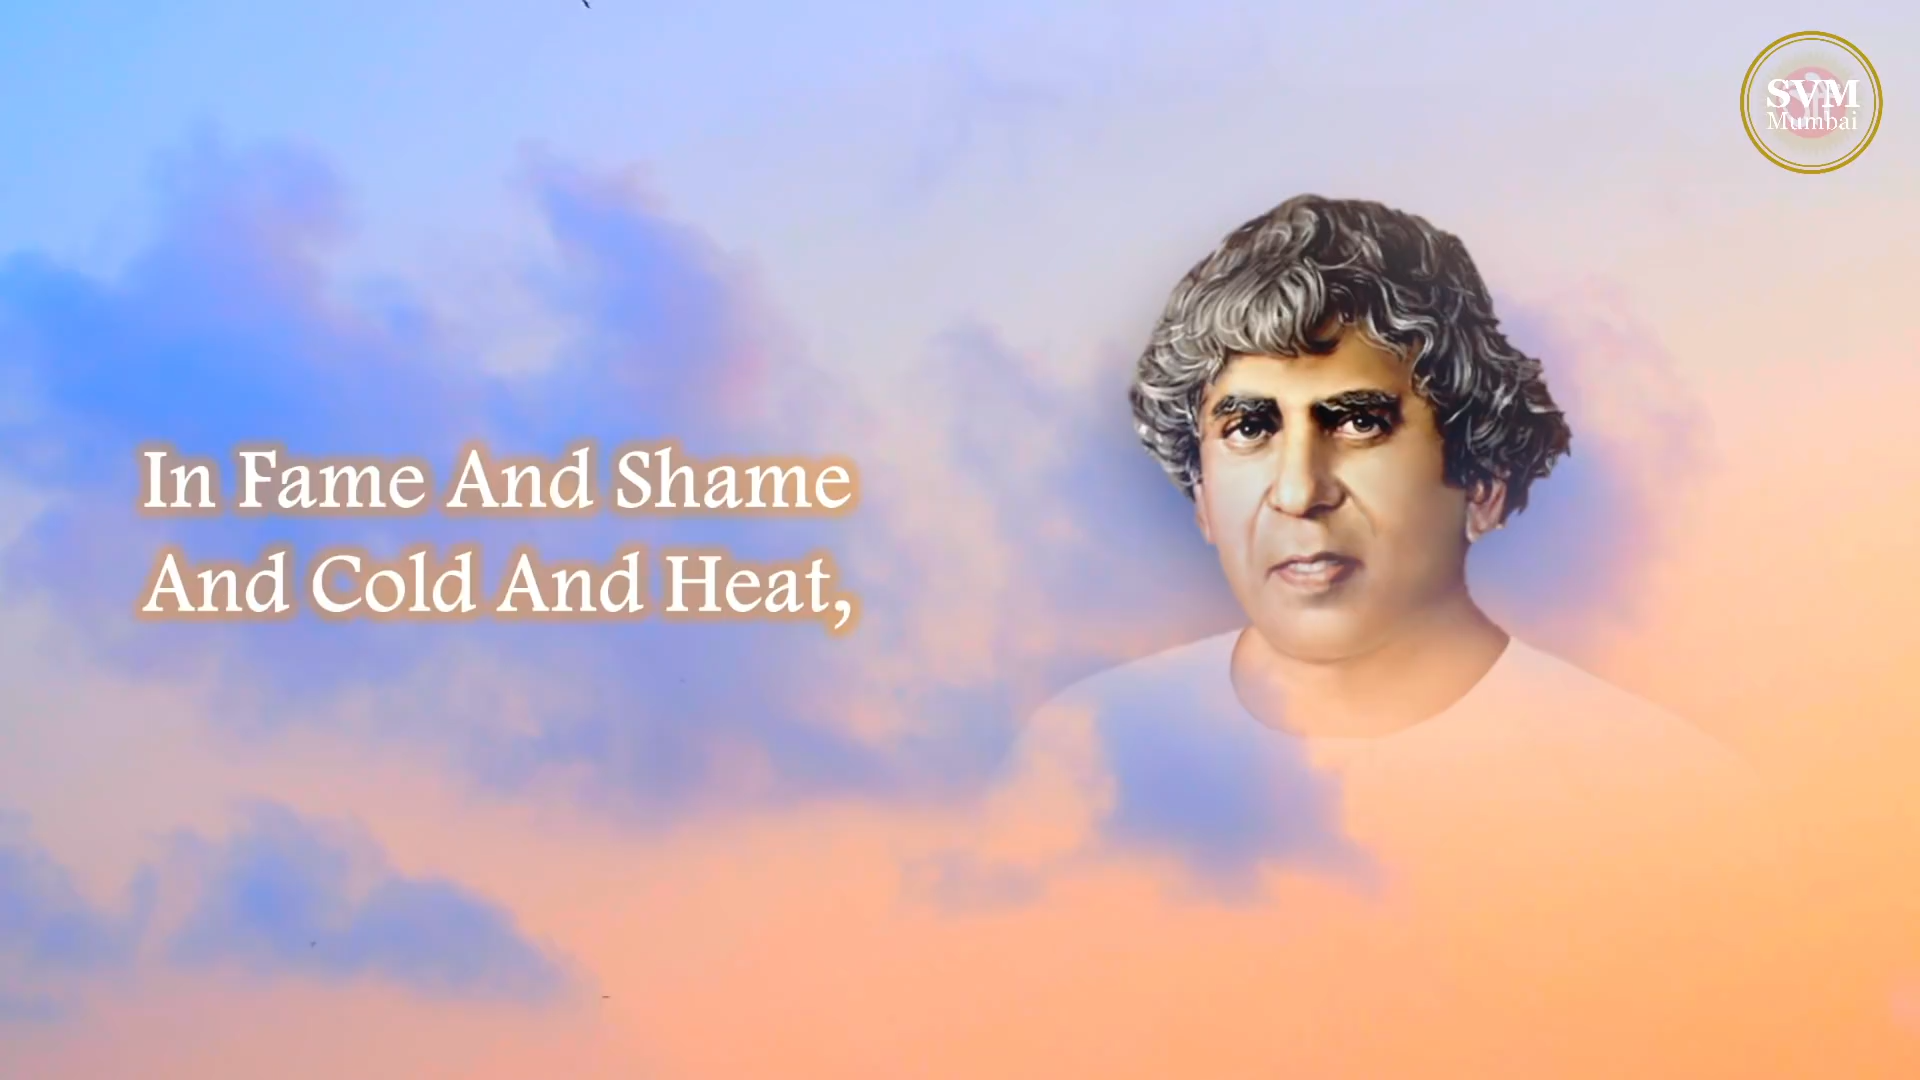 SVM
Mumbai
In Fame And Shame
And Cold And Heat,